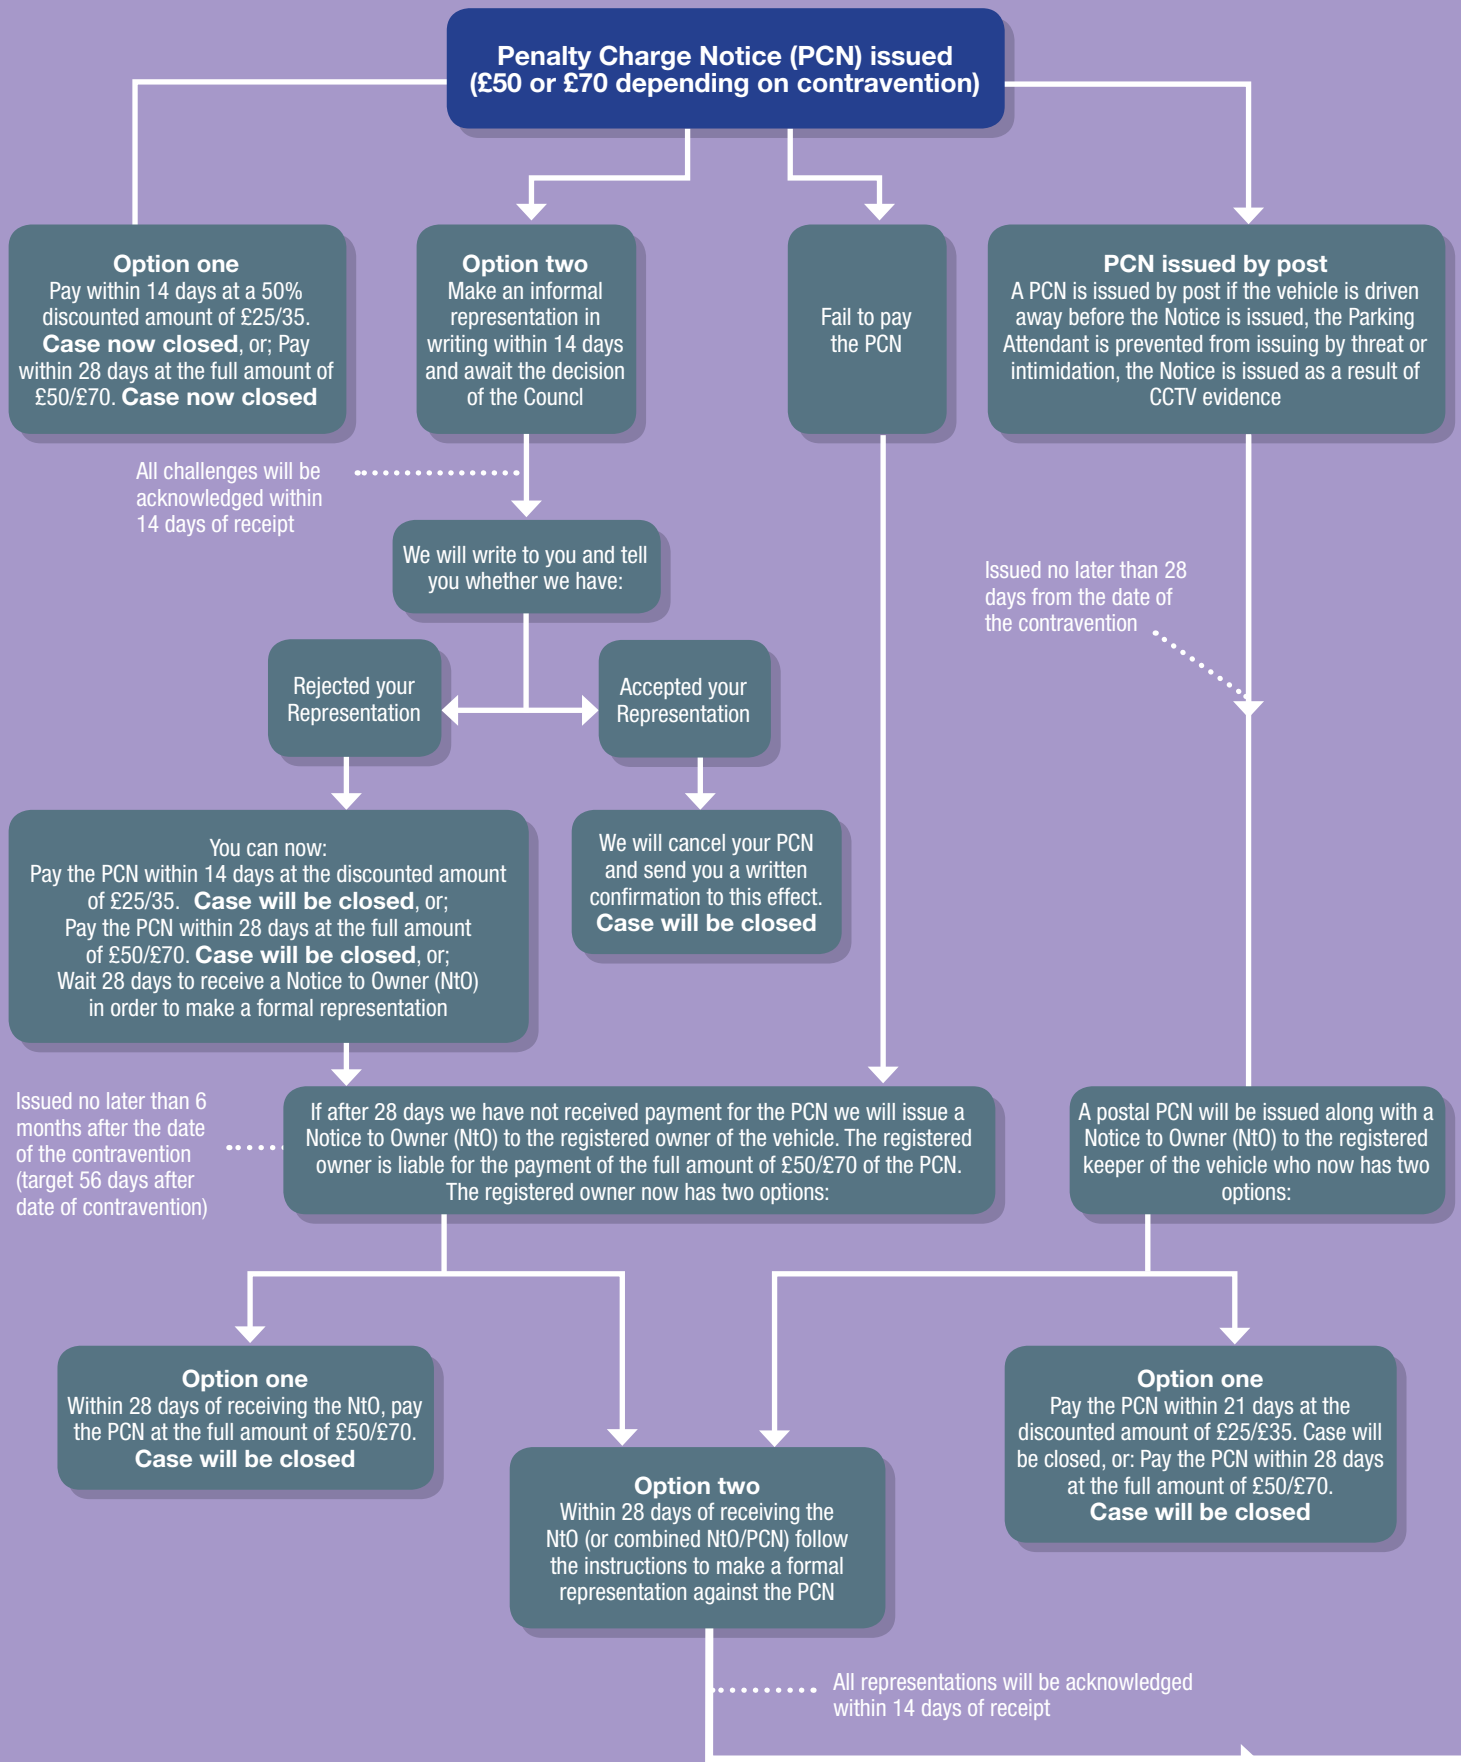 Penalty Charge Notice (PCN) issued
(£50 or £70 depending on contravention)
Option one
Pay within 14 days at a 50%
discounted amount of £25/35.
Case now closed, or; Pay
within 28 days at the full amount of
£50/£70. Case now closed
Option two
Make an informal
representation in
writing within 14 days
and await the decision
of the Councl
Fail to pay
the PCN
PCN issued by post
A PCN is issued by post if the vehicle is driven
away before the Notice is issued, the Parking
Attendant is prevented from issuing by threat or
intimidation, the Notice is issued as a result of
CCTV evidence
All challenges will be
acknowledged within
14 days of receipt
We will write to you and tell
you whether we have:
Issued no later than 28
days from the date of
the contravention
Rejected your
Representation
Accepted your
Representation
You can now:
Pay the PCN within 14 days at the discounted amount
of £25/35. Case will be closed, or;
Pay the PCN within 28 days at the full amount
of £50/£70. Case will be closed, or;
Wait 28 days to receive a Notice to Owner (NtO)
in order to make a formal representation
We will cancel your PCN
and send you a written
confirmation to this effect.
Case will be closed
Issued no later than 6
months after the date
of the contravention
(target 56 days after
date of contravention)
If after 28 days we have not received payment for the PCN we will issue a
Notice to Owner (NtO) to the registered owner of the vehicle. The registered
owner is liable for the payment of the full amount of £50/£70 of the PCN.
The registered owner now has two options:
A postal PCN will be issued along with a
Notice to Owner (NtO) to the registered
keeper of the vehicle who now has two
options:
Option one
Within 28 days of receiving the NtO, pay
the PCN at the full amount of £50/£70.
Case will be closed
Option two
Within 28 days of receiving the
NtO (or combined NtO/PCN) follow
the instructions to make a formal
representation against the PCN
Option one
Pay the PCN within 21 days at the
discounted amount of £25/£35. Case will
be closed, or: Pay the PCN within 28 days
at the full amount of £50/£70.
Case will be closed
All representations will be acknowledged
within 14 days of receipt